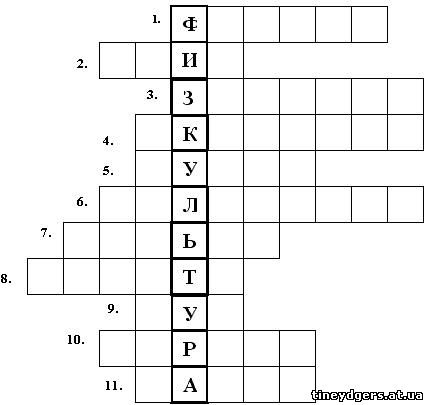 1. Ф
2. И
3. З
4. К
5. У
6. Л
7. Ь
8. Т
9. У
10. Р
11. А
tineydgers.at.ua